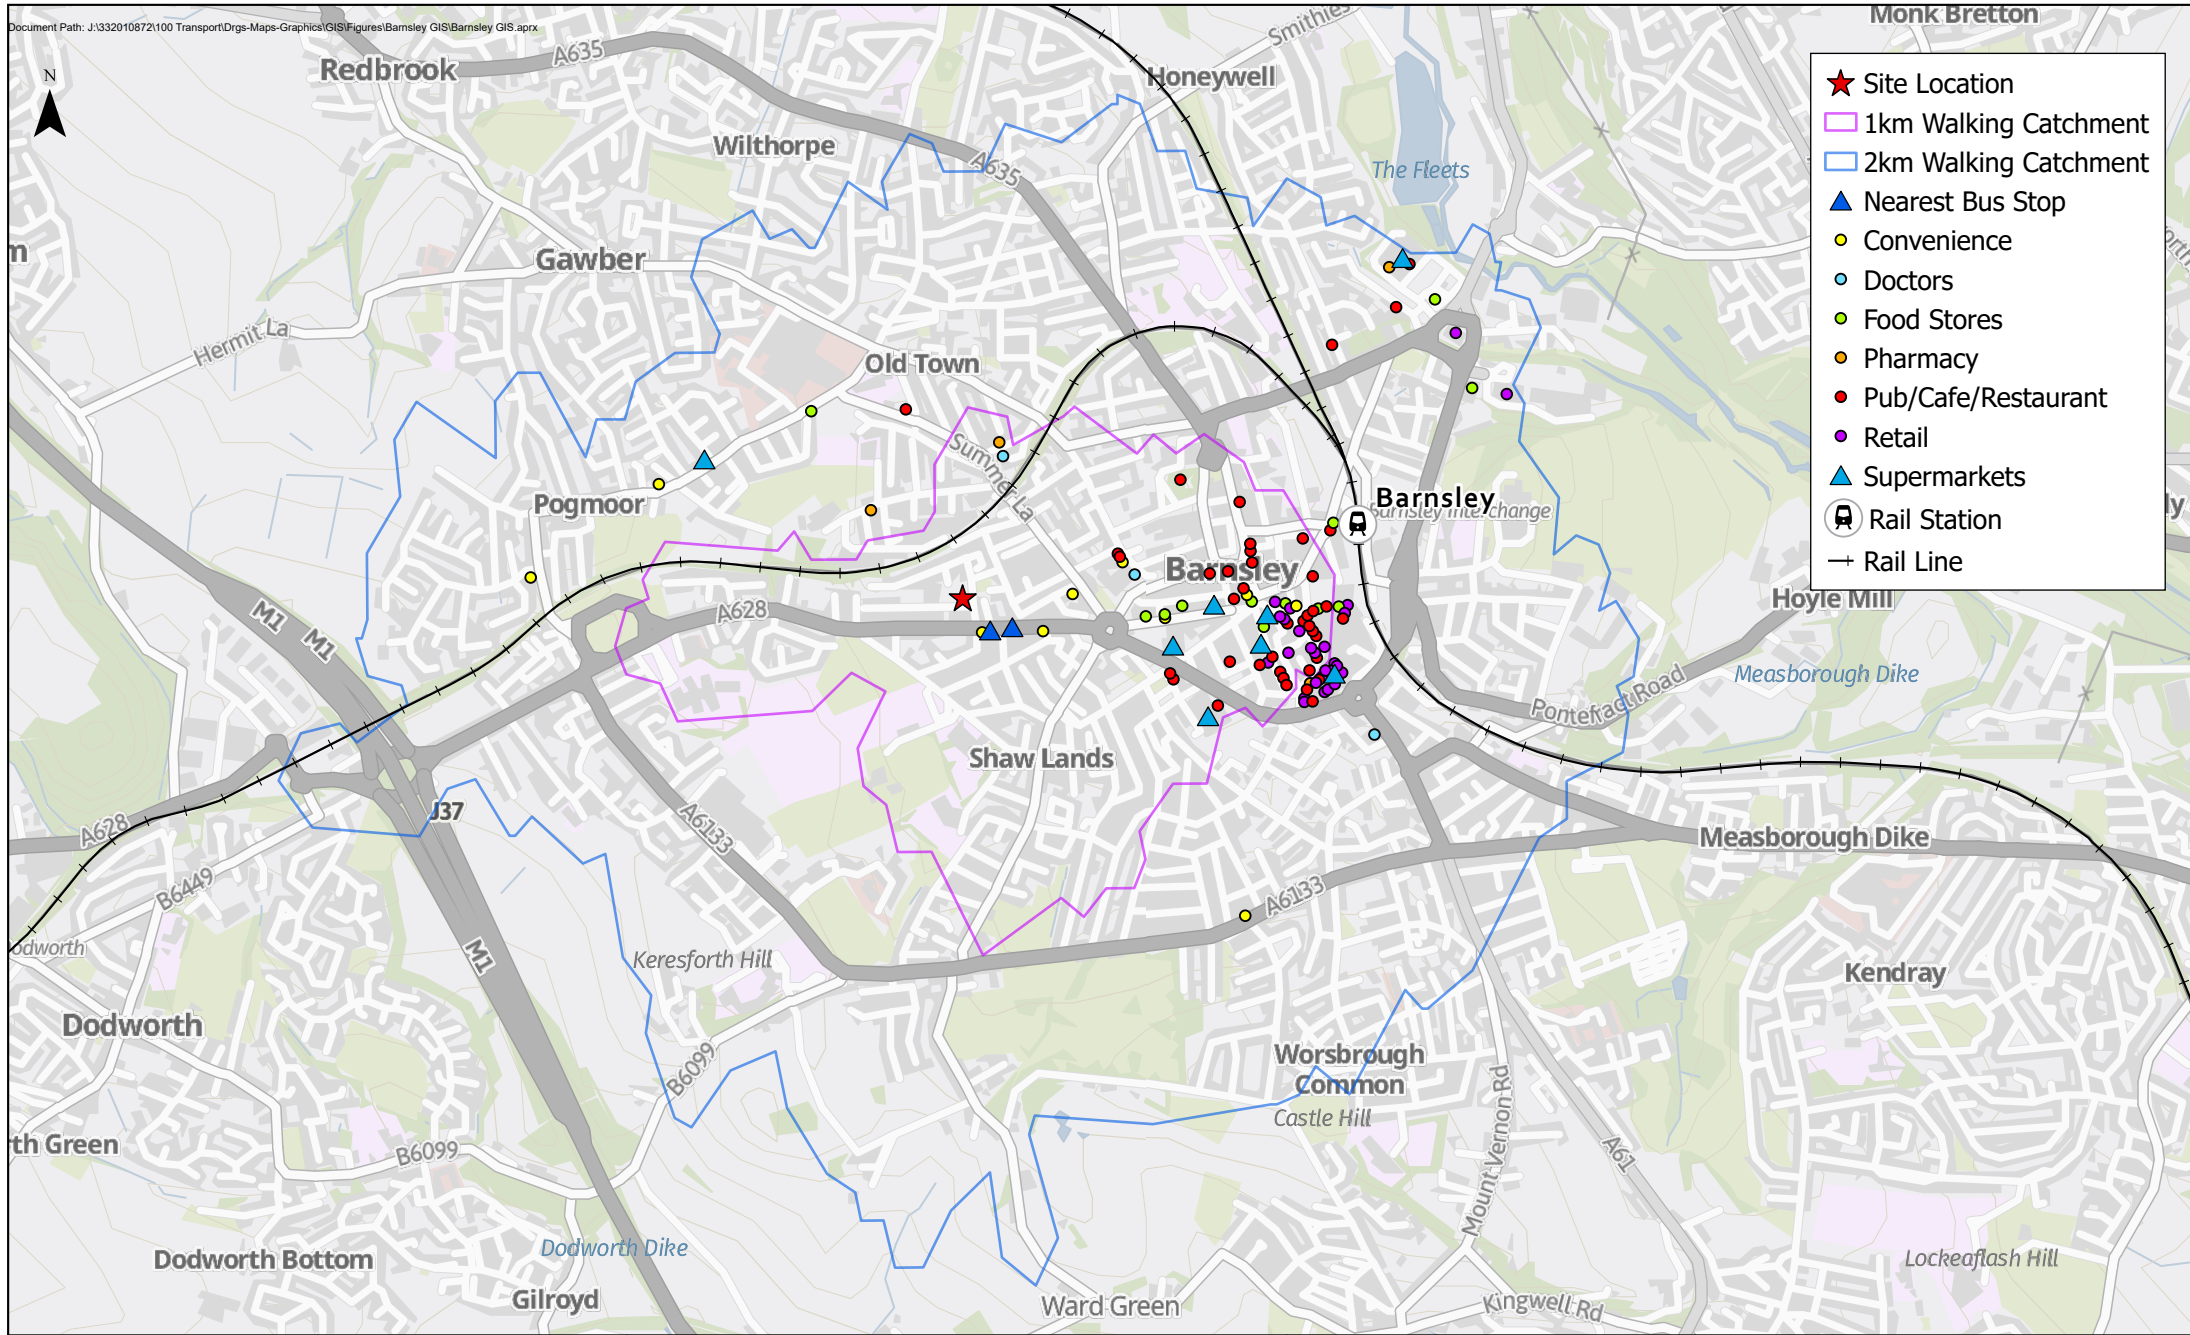 Document Path: J:\332010872\100 Transport\Drgs-Maps-Graphics\GIS\Figures\Barnsley GIS\Barnsley GIS.aprx
N
Monk Bretton
Smithies
Redbrook
A635
Honeywell
Wilthorpe
A635
The Fleets
Gawber
Hermit La
Old Town
Summer La
Pogmoor
Barnsley
Barnsley Interchange
Barnsley
M1
M1
A628
Hoyle Mill
Measborough Dike
Pontefract Road
Shaw Lands
J37
A628
A6133
Measborough Dike
B6449
A6133
M1
Keresforth Hill
Kendray
Dodworth
B6099
Worsbrough
Common
Castle Hill
Mount Vernon Rd
A61
B6099
Dodworth Dike
Dodworth Bottom
Gilroyd
Ward Green
Kingwell Rd
Lockeaflash Hill
Site Location
1km Walking Catchment
2km Walking Catchment
Nearest Bus Stop
Convenience
Doctors
Food Stores
Pharmacy
Pub/Cafe/Restaurant
Retail
Supermarkets
Rail Station
Rail Line